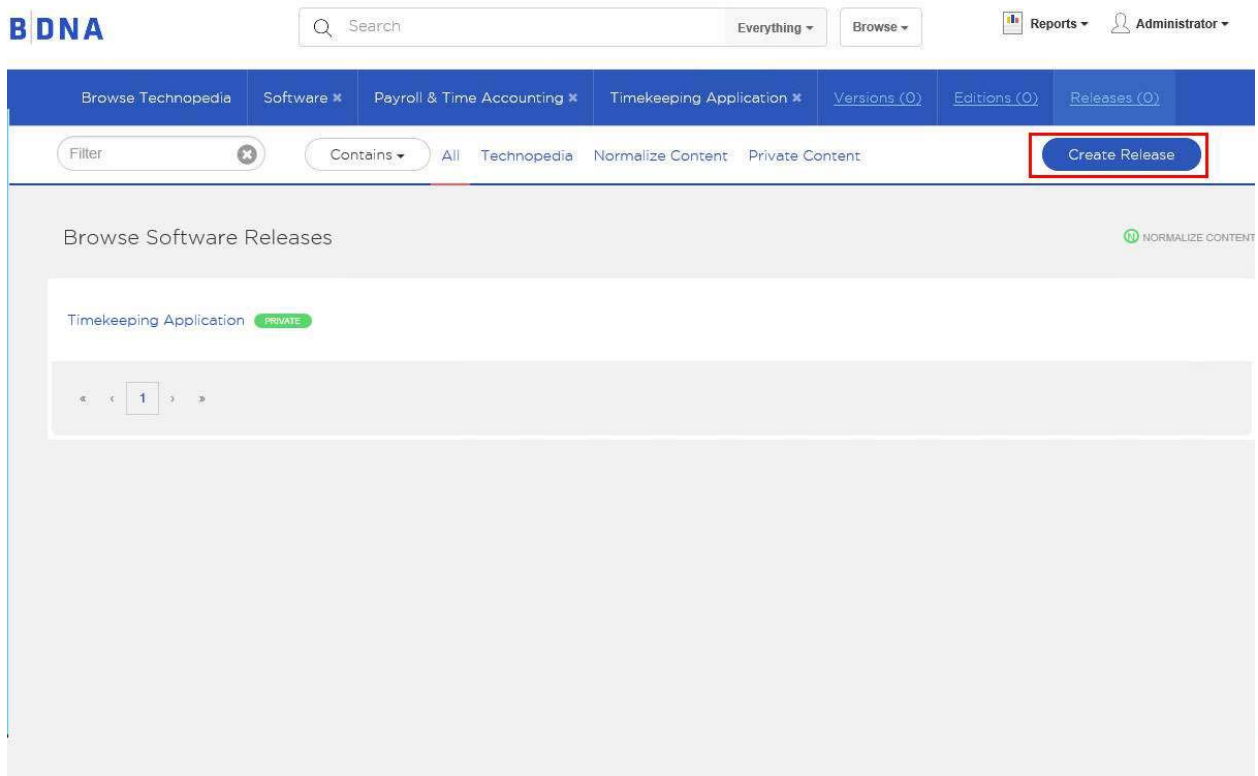 BDNA Search Everything Browse Reports Administrator
Browse Technopedia Software Payroll & Time Accounting Timekeeping Application Versions (0) Editions (0) Releases (0)
Filter Contains All Technopedia Normalize Content Private Content Create Release
Browse Software Releases N NORMALIZE CONTENT
Timekeeping Application PRIVATE
« ‹ 1 › »